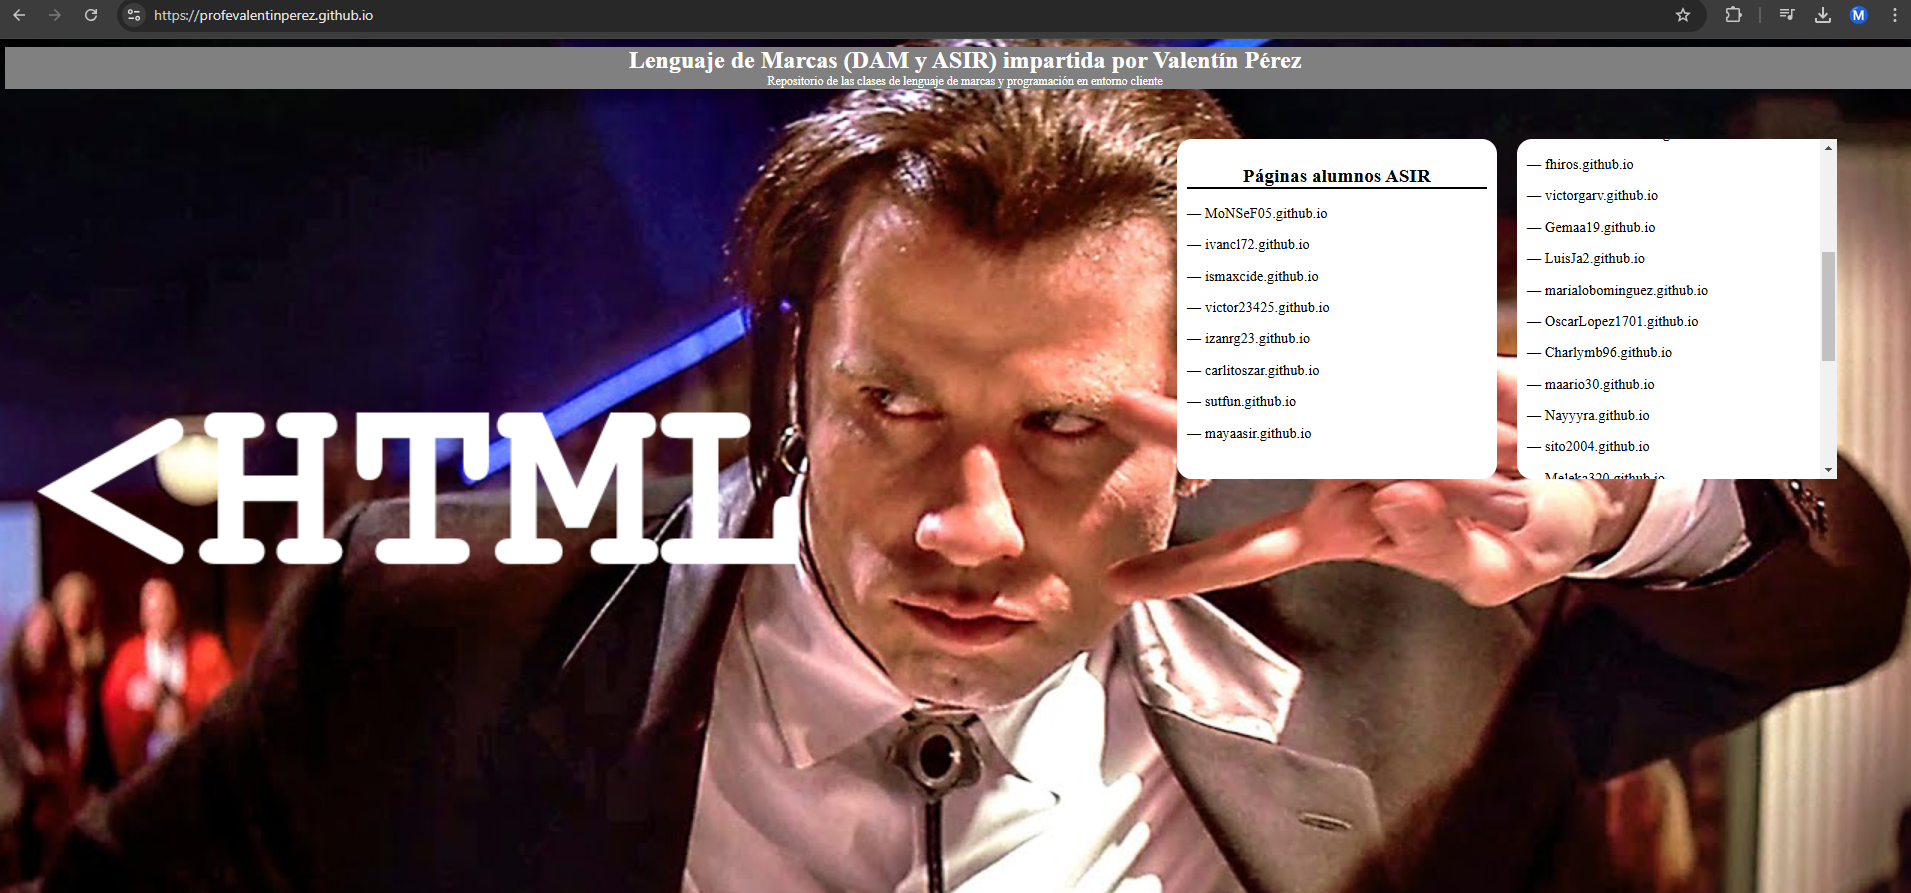 https://profevalentinperez.github.io
M
Lenguaje de Marcas (DAM y ASIR) impartida por Valentín Pérez
Repositorio de las clases de lenguaje de marcas y programación en entorno cliente
Páginas alumnos ASIR
— MoNSeF05.github.io
— ivancl72.github.io
— ismaxcide.github.io
— victor23425.github.io
— izanrg23.github.io
— carlitoszar.github.io
— sutfun.github.io
— mayaasir.github.io
— fhiros.github.io
— victorgarv.github.io
— Gemaa19.github.io
— LuisJa2.github.io
— marialobominguez.github.io
— OscarLopez1701.github.io
— Charlymb96.github.io
— maario30.github.io
— Nayyyra.github.io
— sito2004.github.io
<HTML